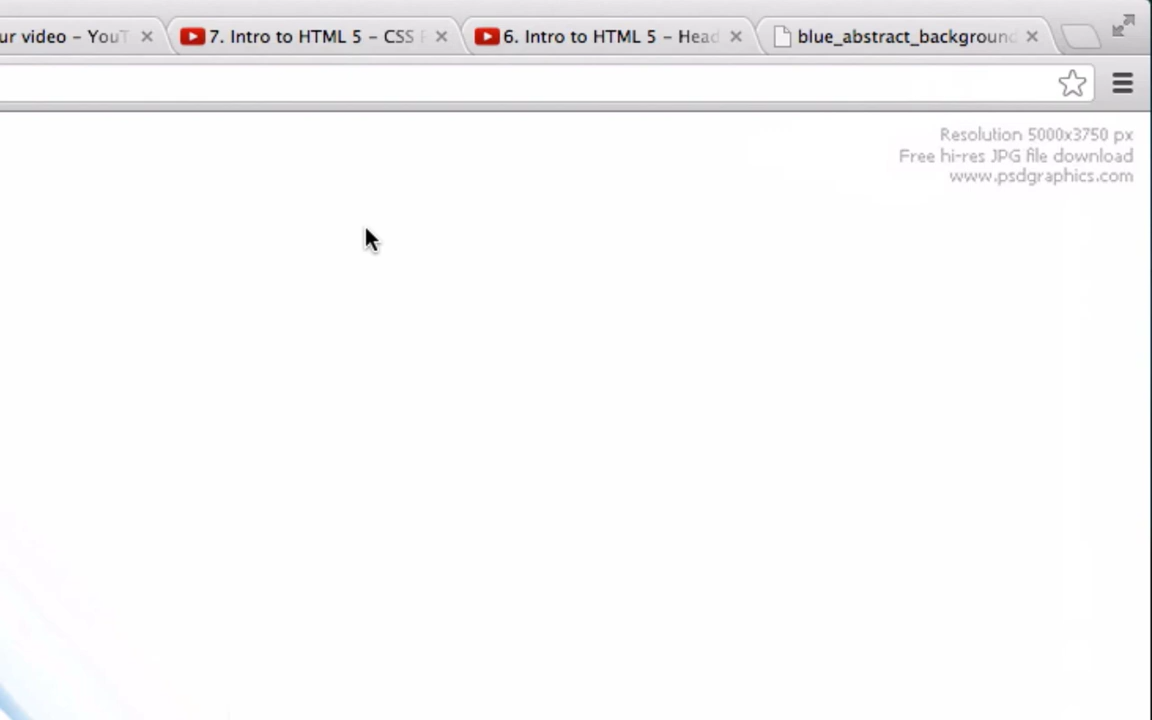 ur video – YouT
7. Intro to HTML 5 – CSS
6. Intro to HTML 5 – Head
blue_abstract_background
Resolution 5000x3750 px
Free hi-res JPG file download
www.psdgraphics.com